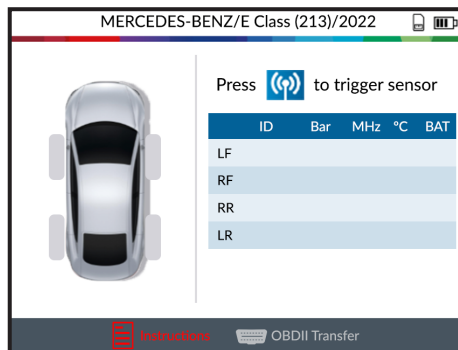 MERCEDES-BENZ/E Class (213)/2022
Press to trigger sensor
ID Bar MHz °C BAT
LF
RF
RR
LR
Instructions OBDII Transfer